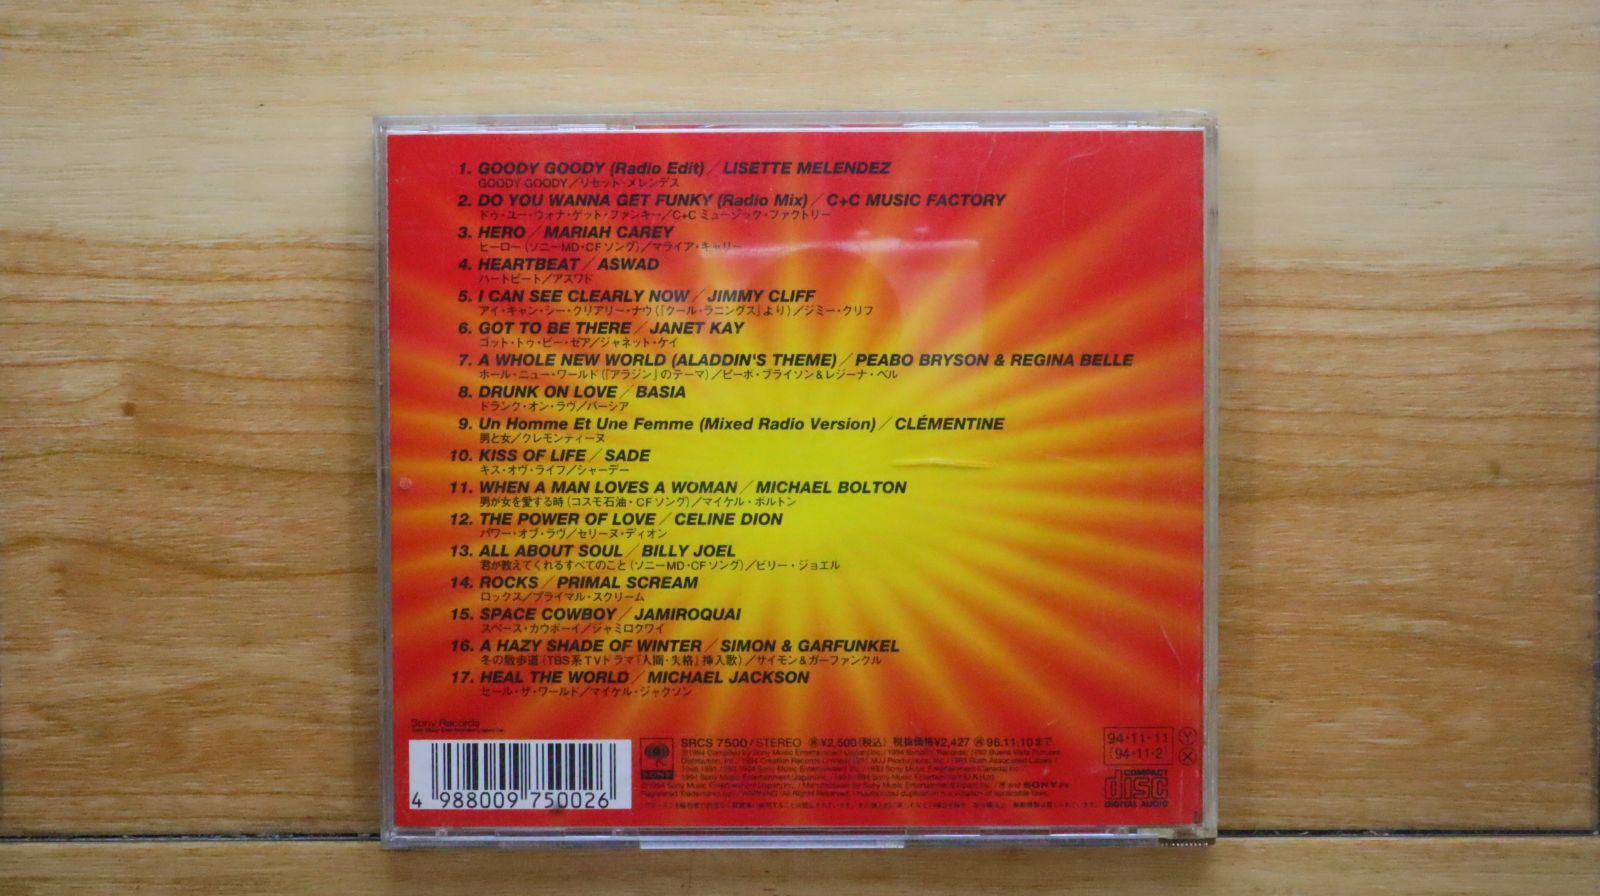 1. GOODY GOODY (Radio Edit)／LISETTE MELENDEZ
GOODY GOODY／リセット・メレンデス
2. DO YOU WANNA GET FUNKY (Radio Mix)／C+C MUSIC FACTORY
ドゥ・ユー・ウォナ・ゲット・ファンキー／C+C ミュージック・ファクトリー
3. HERO／MARIAH CAREY
ヒーロー(ソニーMD・CFソング)／マライア・キャリー
4. HEARTBEAT／ASWAD
ハートビート／アスワド
5. I CAN SEE CLEARLY NOW／JIMMY CLIFF
アイ・キャン・シー・クリアリー・ナウ(『クール・ラニングス』より)／ジミー・クリフ
6. GOT TO BE THERE／JANET KAY
ゴット・トゥ・ビー・ゼア／ジャネット・ケイ
7. A WHOLE NEW WORLD (ALADDIN'S THEME)／PEABO BRYSON & REGINA BELLE
ホール・ニュー・ワールド(『アラジン』のテーマ)／ピーボ・ブライソン&レジーナ・ベル
8. DRUNK ON LOVE／BASIA
ドランク・オン・ラヴ／バーシア
9. Un Homme Et Une Femme (Mixed Radio Version)／CLÉMENTINE
男と女／クレモンティーヌ
10. KISS OF LIFE／SADE
キス・オヴ・ライフ／シャーデー
11. WHEN A MAN LOVES A WOMAN／MICHAEL BOLTON
男が女を愛する時(コスモ石油・CFソング)／マイケル・ボルトン
12. THE POWER OF LOVE／CELINE DION
パワー・オブ・ラヴ／セリーヌ・ディオン
13. ALL ABOUT SOUL／BILLY JOEL
君が教えてくれるすべてのこと(ソニーMD・CFソング)／ビリー・ジョエル
14. ROCKS／PRIMAL SCREAM
ロックス／プライマル・スクリーム
15. SPACE COWBOY／JAMIROQUAI
スペース・カウボーイ／ジャミロクワイ
16. A HAZY SHADE OF WINTER／SIMON & GARFUNKEL
冬の散歩道(TBS系TVドラマ『人間・失格』挿入歌)／サイモン&ガーファンクル
17. HEAL THE WORLD／MICHAEL JACKSON
ヒール・ザ・ワールド／マイケル・ジャクソン
Sony Records
4 988009 750026
SONY
SRCS 7500/STEREO ¥2,500(税込) 税抜価格¥2,427 96.11.10まで
94・11・11 Y
(94・11・2 X
COMPACT
disc
DIGITAL AUDIO